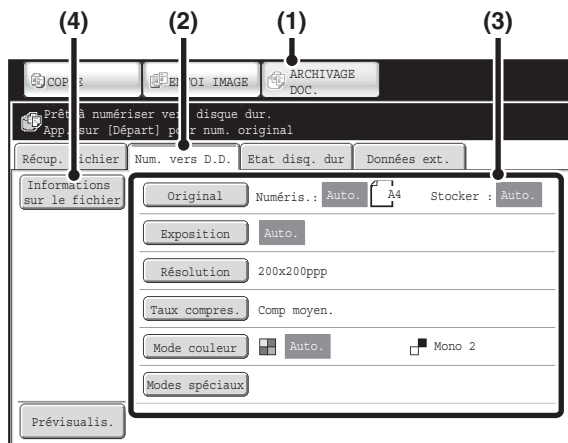 (4) (2) (1) (3)
COPIE ENVOI IMAGE ARCHIVAGE
DOC.
Prêt à numériser vers disque dur.
App. sur [Départ] pour num. original
Récup. fichier Num. vers D.D. Etat disq. dur Données ext.
Informations
sur le fichier
Original Numéris.: Auto. A4 Stocker : Auto.
Exposition Auto.
Résolution 200x200ppp
Taux compres. Comp moyen.
Mode couleur Auto. Mono 2
Modes spéciaux
Prévisualis.